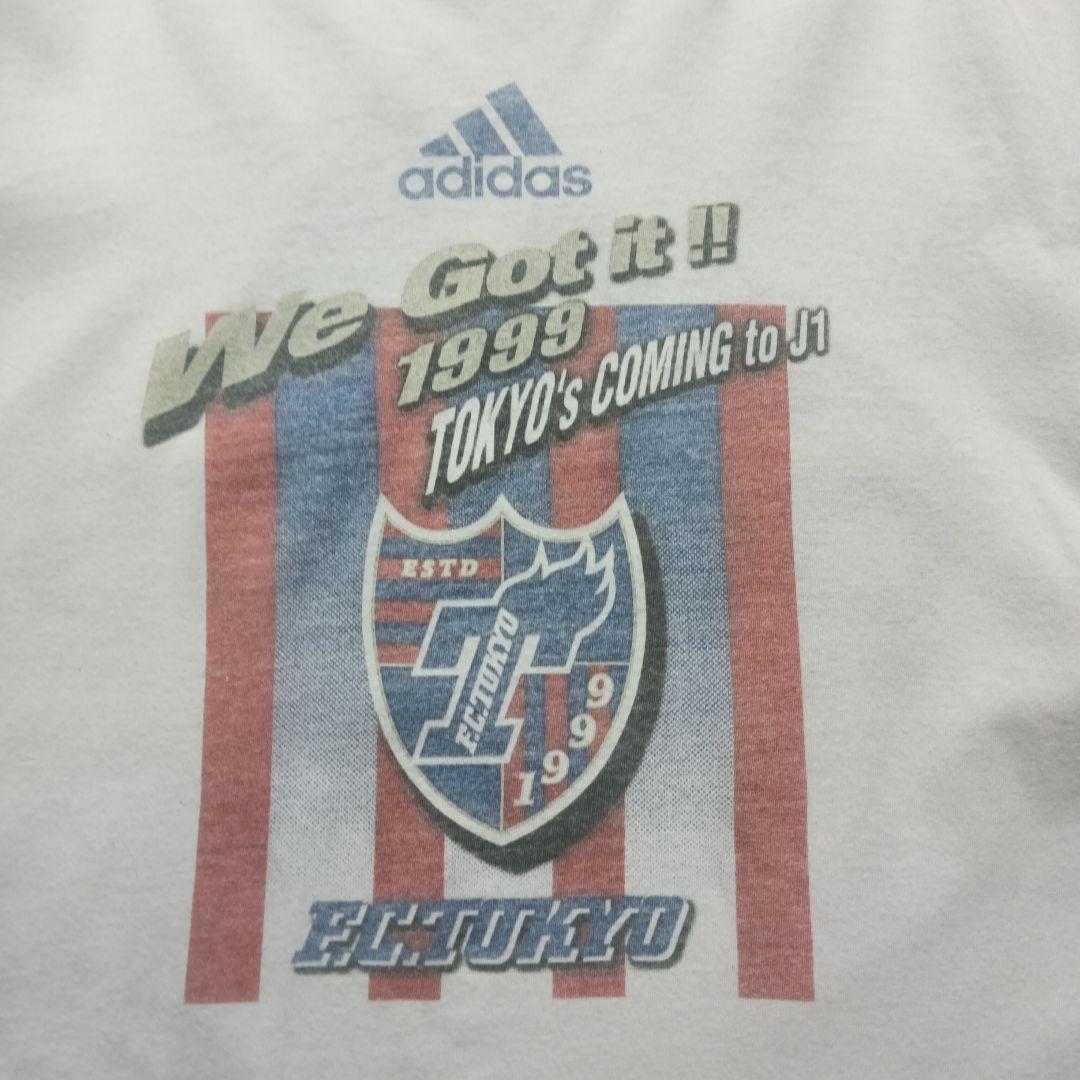 adidas
We Got it !!
1999
TOKYO's COMING to J1
ESTD
F.C.TOKYO
1999
F.C.TOKYO